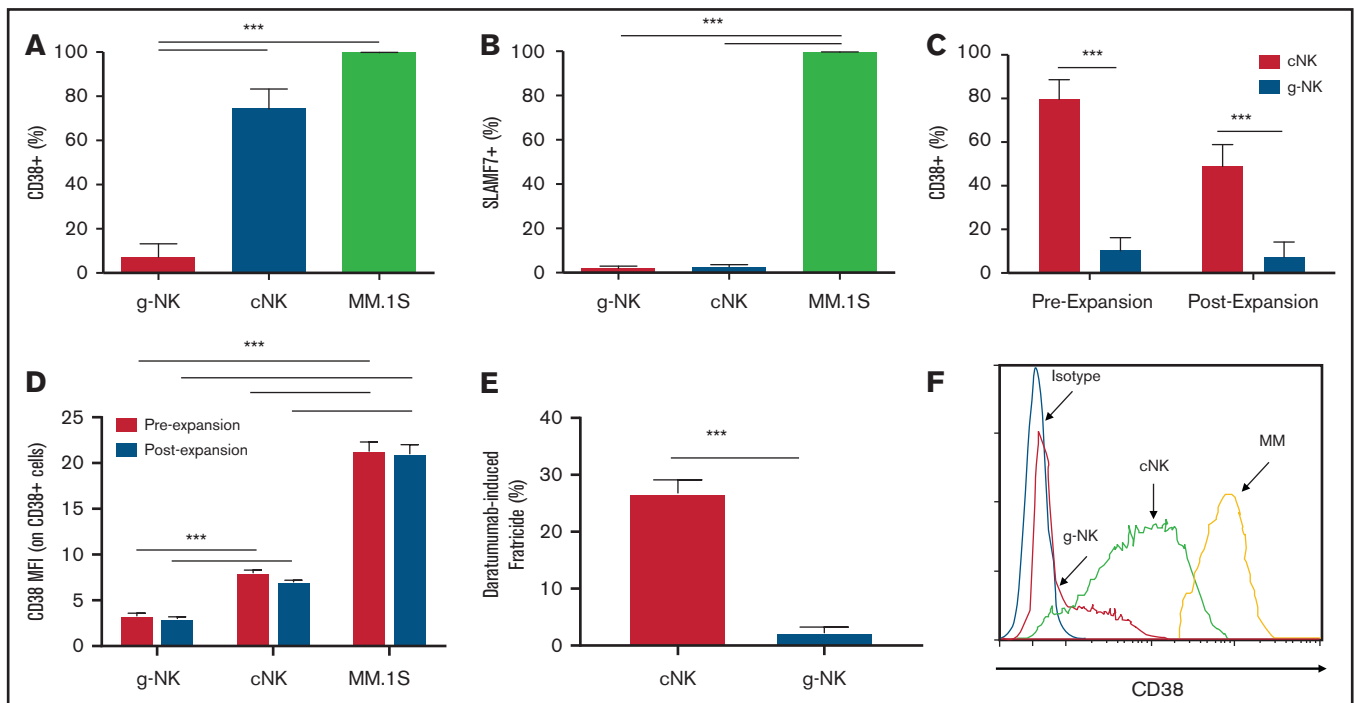 A
***
CD38+ (%)
100
80
60
40
20
0
g-NK
cNK
MM.1S
B
***
SLAMF7+ (%)
100
80
60
40
20
0
g-NK
cNK
MM.1S
C
***
***
cNK
g-NK
CD38+ (%)
100
80
60
40
20
0
Pre-Expansion
Post-Expansion
D
***
***
Pre-expansion
Post-expansion
CD38 MFI (on CD38+ cells)
25
20
15
10
5
0
g-NK
cNK
MM.1S
E
***
Daratumumab-induced
Fratricide (%)
40
30
20
10
0
cNK
g-NK
F
Isotype
MM
cNK
g-NK
CD38